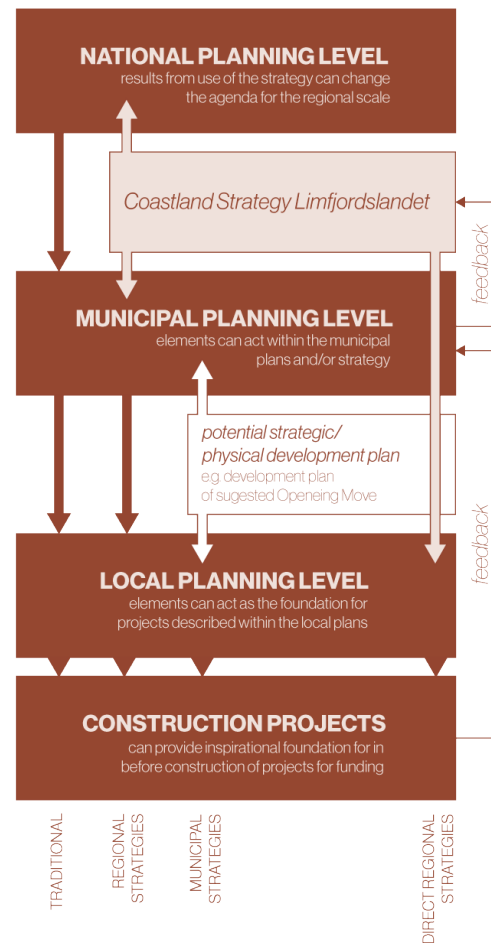 NATIONAL PLANNING LEVEL
results from use of the strategy can change
the agenda for the regional scale
Coastland Strategy Limfjordslandet
feedback
MUNICIPAL PLANNING LEVEL
elements can act within the municipal
plans and/or strategy
potential strategic/
physical development plan
e.g. development plan
of sugested Openeing Move
feedback
LOCAL PLANNING LEVEL
elements can act as the foundation for
projects described within the local plans
CONSTRUCTION PROJECTS
can provide inspirational foundation for in
before construction of projects for funding
TRADITIONAL
REGIONAL
STRATEGIES
MUNICIPAL
STRATEGIES
DIRECT REGIONAL
STRATEGIES